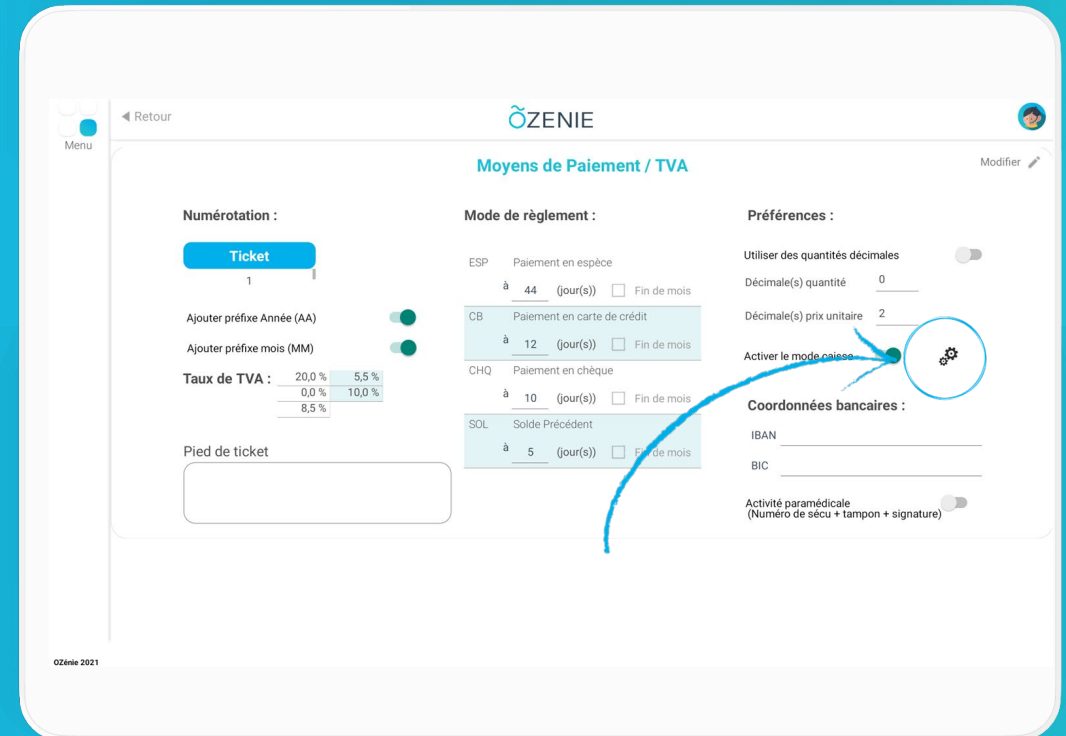 Retour
ÕZENIE
Menu
Moyens de Paiement / TVA
Modifier
Numérotation :
Ticket
1
Ajouter préfixe Année (AA)
Ajouter préfixe mois (MM)
Taux de TVA :
20,0 % 5,5 %
0,0 % 10,0 %
8,5 %
Pied de ticket
Mode de règlement :
ESP Paiement en espèce
à 44 (jour(s)) Fin de mois
CB Paiement en carte de crédit
à 12 (jour(s)) Fin de mois
CHQ Paiement en chèque
à 10 (jour(s)) Fin de mois
SOL Solde Précédent
à 5 (jour(s)) Fin de mois
Préférences :
Utiliser des quantités décimales
Décimale(s) quantité 0
Décimale(s) prix unitaire 2
Activer le mode caisse
Coordonnées bancaires :
IBAN
BIC
Activité paramédicale
(Numéro de sécu + tampon + signature)
OZénie 2021